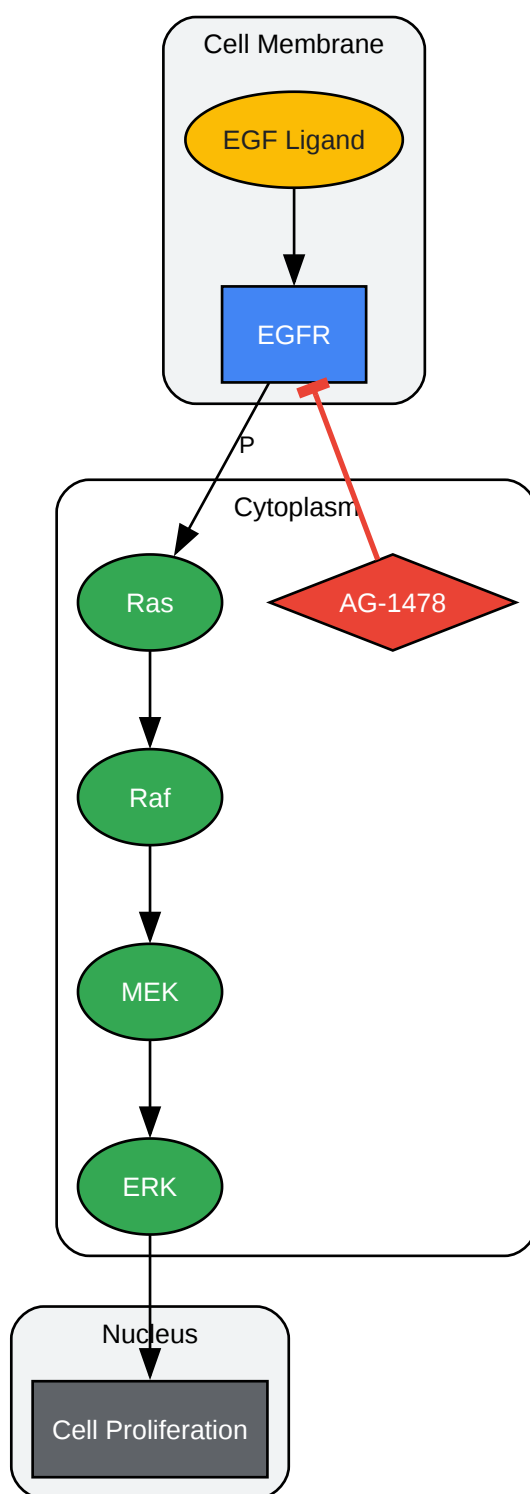 Cell Membrane
EGF Ligand
EGFR
P
Cytoplasm
Ras
AG-1478
Raf
MEK
ERK
Nucleus
Cell Proliferation